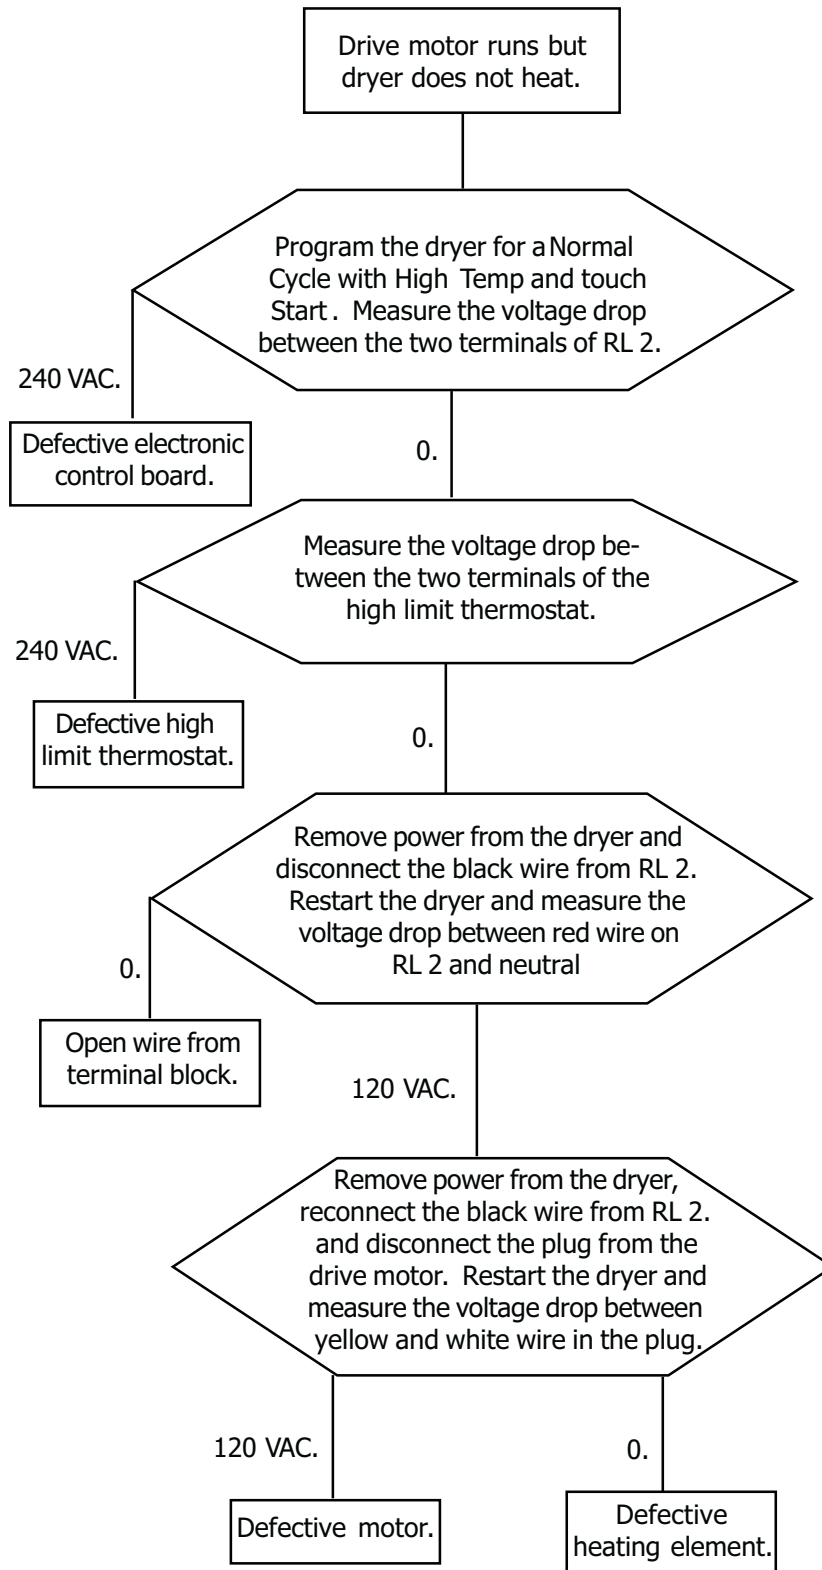 Drive motor runs but
dryer does not heat.
Program the dryer for a Normal
Cycle with High Temp and touch
Start. Measure the voltage drop
between the two terminals of RL 2.
240 VAC.
Defective electronic
control board.
0.
Measure the voltage drop be-
tween the two terminals of the
high limit thermostat.
240 VAC.
Defective high
limit thermostat.
0.
Remove power from the dryer and
disconnect the black wire from RL 2.
Restart the dryer and measure the
voltage drop between red wire on
RL 2 and neutral
0.
Open wire from
terminal block.
120 VAC.
Remove power from the dryer,
reconnect the black wire from RL 2.
and disconnect the plug from the
drive motor. Restart the dryer and
measure the voltage drop between
yellow and white wire in the plug.
120 VAC.
Defective motor.
0.
Defective
heating element.